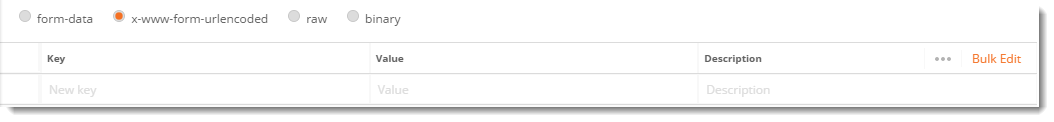 form-data x-www-form-urlencoded raw binary
Key Value Description ••• Bulk Edit
New key Value Description